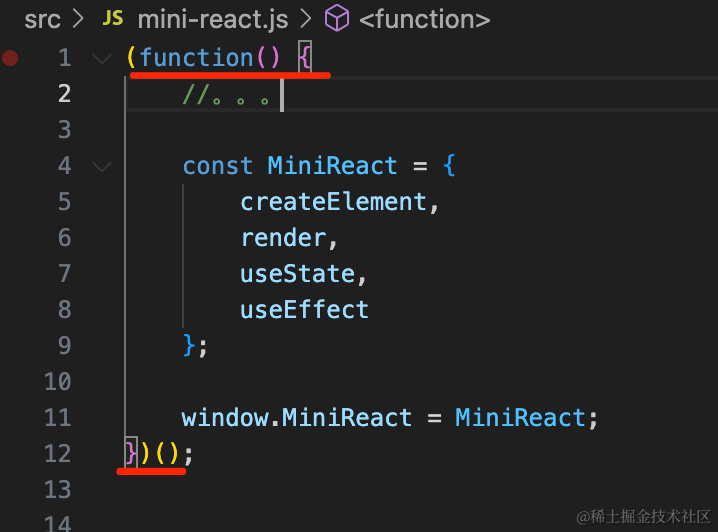 src > JS mini-react.js > <function>
1 (function() {
2 //。。。
3
4 const MiniReact = {
5 createElement,
6 render,
7 useState,
8 useEffect
9 };
10
11 window.MiniReact = MiniReact;
12 })();
13
14
@稀土掘金技术社区